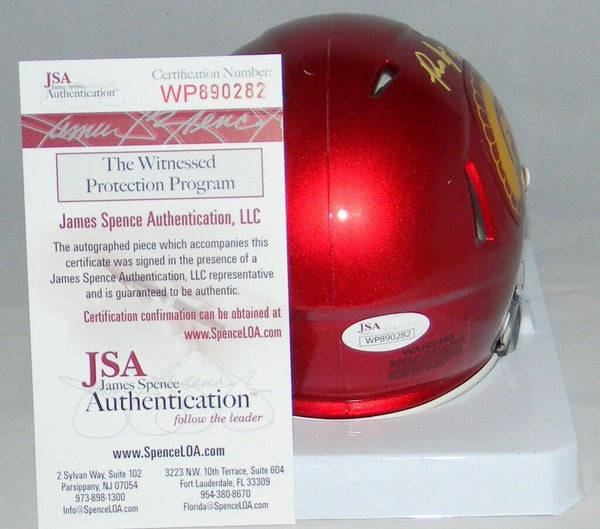 JSA
James Spence
Authentication
Certification Number:
WP890282
James Spence
The Witnessed
Protection Program
James Spence Authentication, LLC
The autographed piece which accompanies this
certificate was signed in the presence of a
James Spence Authentication, LLC representative
and is guaranteed to be authentic.
Certification confirmation can be obtained at
www.SpenceLOA.com
JSA
James Spence
Authentication™
follow the leader
www.SpenceLOA.com
2 Sylvan Way, Suite 102
Parsippany, NJ 07054
973-898-1300
Info@SpenceLOA.com
3223 N.W. 10th Terrace, Suite 604
Fort Lauderdale, FL 33309
954-380-8670
Florida@SpenceLOA.com
JSA
WP890282
WARNING